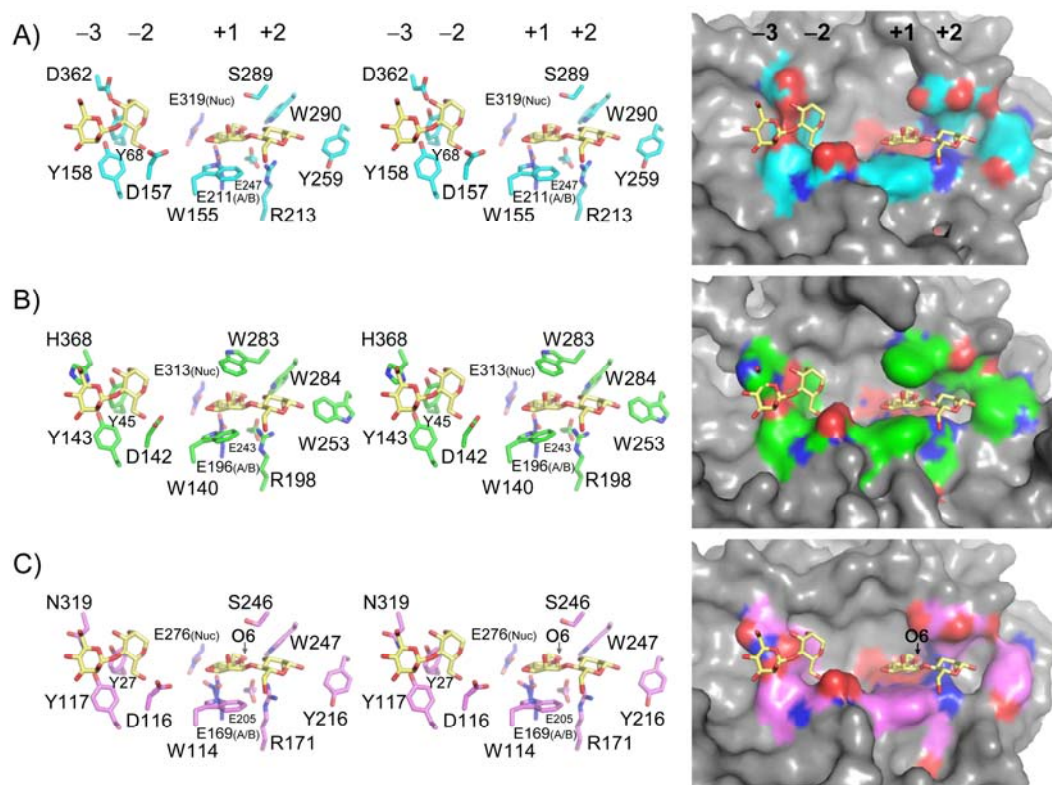 A)
–3 –2 +1 +2 –3 –2 +1 +2 –3 –2 +1 +2
D362 S289 D362 S289
E319(Nuc) E319(Nuc)
W290 W290
Y68 Y68
Y158 Y259 Y158 Y259
D157 E247 D157 E247
E211(A/B) E211(A/B)
W155 R213 W155 R213
B)
H368 W283 H368 W283
E313(Nuc) E313(Nuc)
W284 W284
Y45 Y45
Y143 W253 Y143 W253
D142 E243 D142 E243
E196(A/B) E196(A/B)
W140 R198 W140 R198
C)
N319 S246 N319 S246
E276(Nuc) O6 W247 E276(Nuc) O6 W247 O6
Y27 Y27
Y117 Y216 Y117 Y216
D116 E205 D116 E205
E169(A/B) E169(A/B)
W114 R171 W114 R171